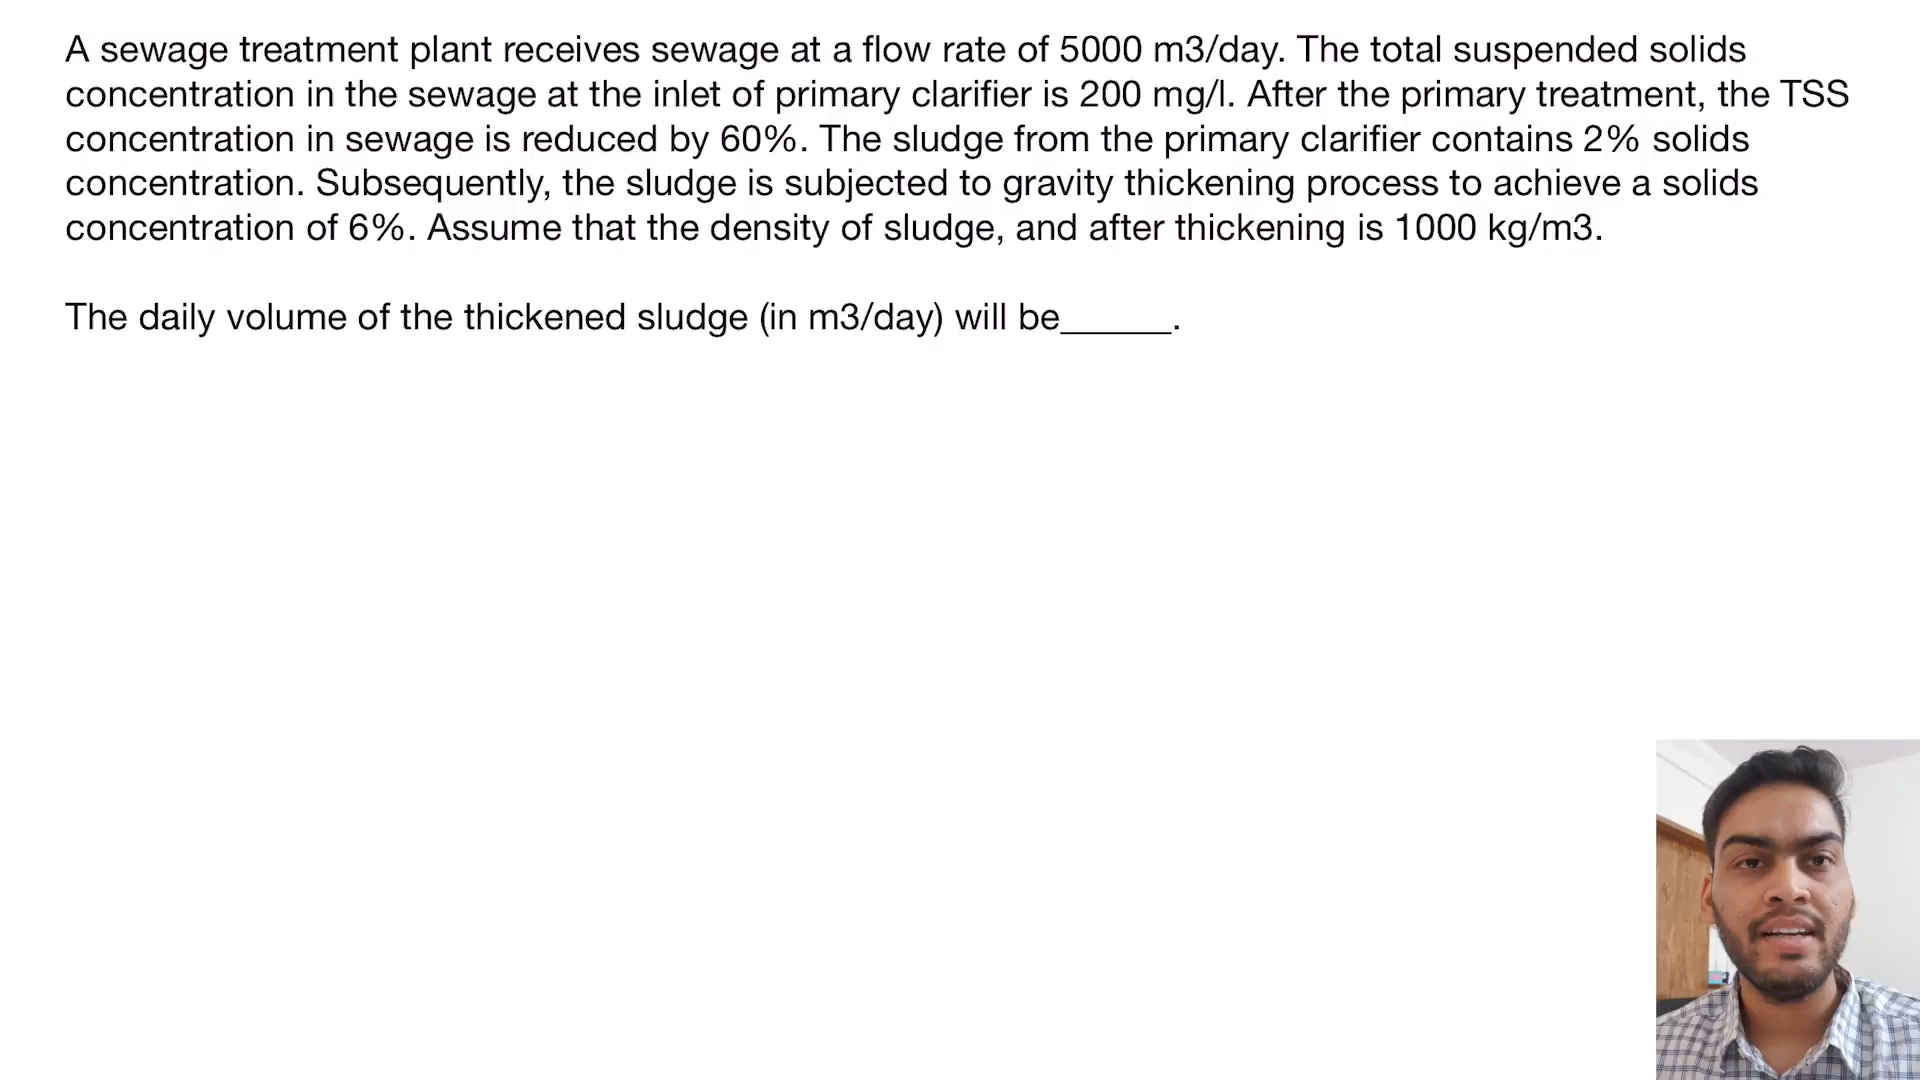 A sewage treatment plant receives sewage at a flow rate of 5000 m3/day. The total suspended solids
concentration in the sewage at the inlet of primary clarifier is 200 mg/l. After the primary treatment, the TSS
concentration in sewage is reduced by 60%. The sludge from the primary clarifier contains 2% solids
concentration. Subsequently, the sludge is subjected to gravity thickening process to achieve a solids
concentration of 6%. Assume that the density of sludge, and after thickening is 1000 kg/m3.
The daily volume of the thickened sludge (in m3/day) will be______.